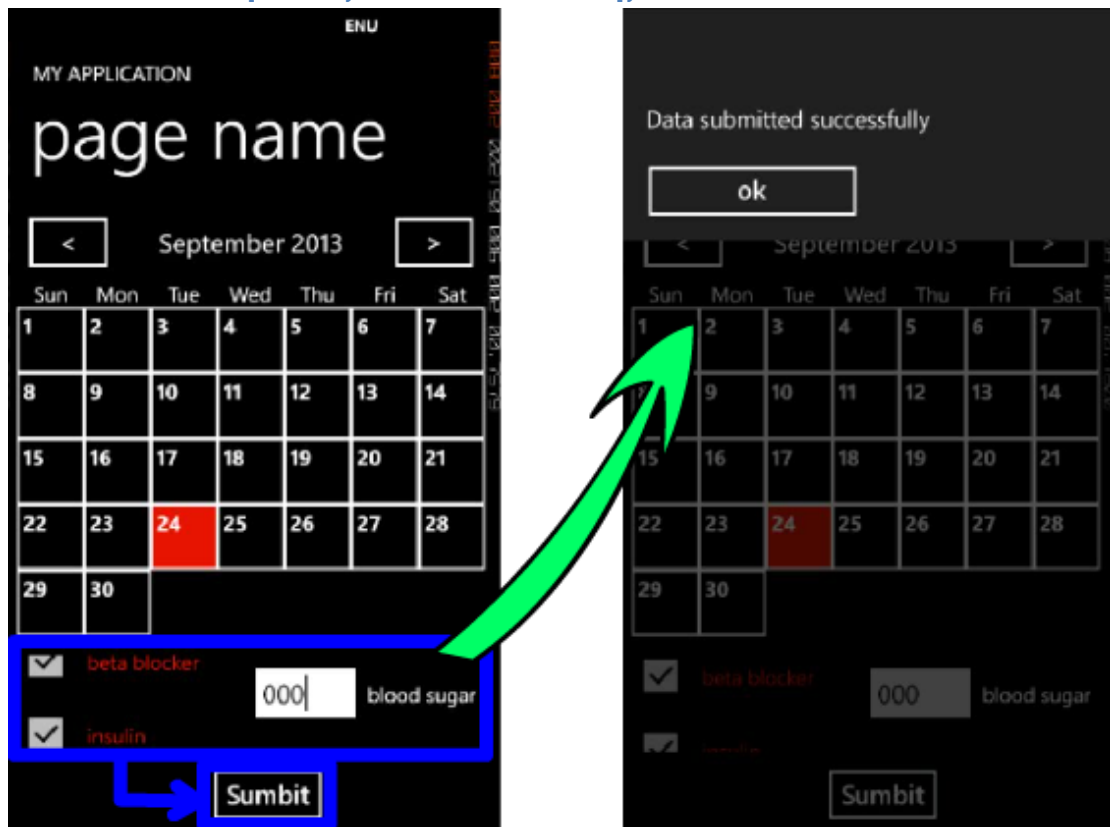 ENU
MY APPLICATION
page name
< September 2013 >
Sun Mon Tue Wed Thu Fri Sat
1 2 3 4 5 6 7
8 9 10 11 12 13 14
15 16 17 18 19 20 21
22 23 24 25 26 27 28
29 30
beta blocker
000 blood sugar
insulin
Sumbit
Data submitted successfully
ok
< September 2013 >
Sun Mon Tue Wed Thu Fri Sat
1 2 3 4 5 6 7
9 10 11 12 13 14
15 16 17 18 19 20 21
22 23 24 25 26 27 28
29 30
beta blocker
000 blood sugar
insulin
Sumbit